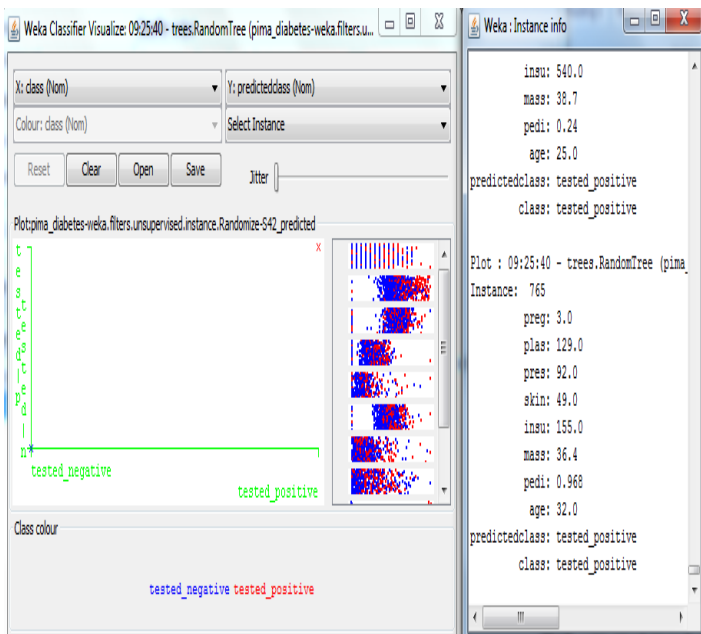 Weka Classifier Visualize: 09:25:40 - trees.RandomTree (pima_diabetes-weka.filters.u...
X: class (Nom)
Y: predictedclass (Nom)
Colour: class (Nom)
Select Instance
Reset
Clear
Open
Save
Jitter
Plot:pima_diabetes-weka.filters.unsupervised.instance.Randomize-S42_predicted
x
x
tested_negative
tested_positive
Class colour
tested_negative tested_positive
Weka : Instance info
insu: 540.0
mass: 38.7
pedi: 0.24
age: 25.0
predictedclass: tested_positive
class: tested_positive
Plot : 09:25:40 - trees.RandomTree (pima_
Instance: 765
preg: 3.0
plas: 129.0
pres: 92.0
skin: 49.0
insu: 155.0
mass: 36.4
pedi: 0.968
age: 32.0
predictedclass: tested_positive
class: tested_positive